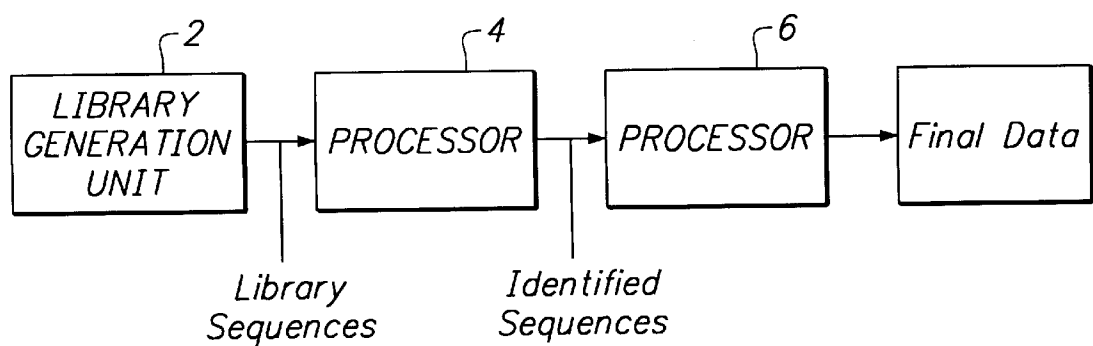 2
4
6
LIBRARY
GENERATION
UNIT
PROCESSOR
PROCESSOR
Final Data
Library
Sequences
Identified
Sequences